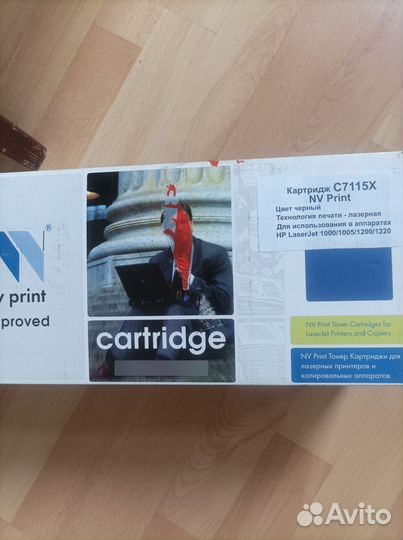 Картридж C7115X
NV Print
Цвет черный
Технология печати - лазерная
Для использования в аппаратах
HP LaserJet 1000/1005/1200/1220
®
print
proved
cartridge
NV Print Toner Cartridges for
LaserJet Printers and Copiers
NV Print Тонер Картриджи для
лазерных принтеров и
копировальных аппаратов
Avito